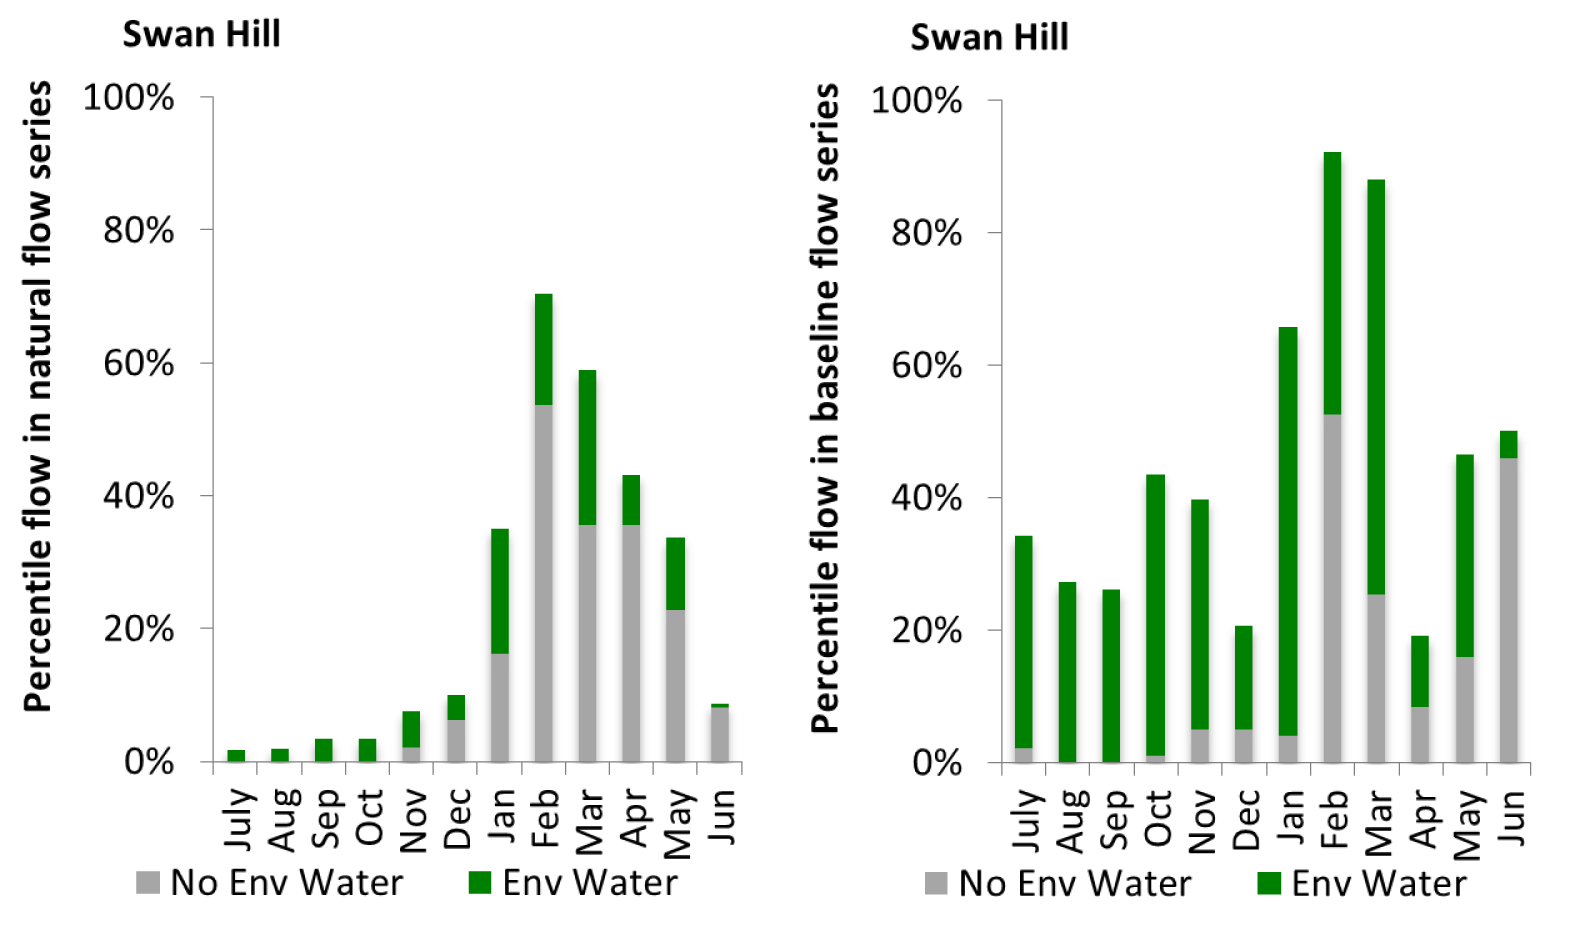 Swan Hill
Percentile flow in natural flow series
100%
80%
60%
40%
20%
0%
July Aug Sep Oct Nov Dec Jan Feb Mar Apr May Jun
No Env Water Env Water
Swan Hill
Percentile flow in baseline flow series
100%
80%
60%
40%
20%
0%
July Aug Sep Oct Nov Dec Jan Feb Mar Apr May Jun
No Env Water Env Water